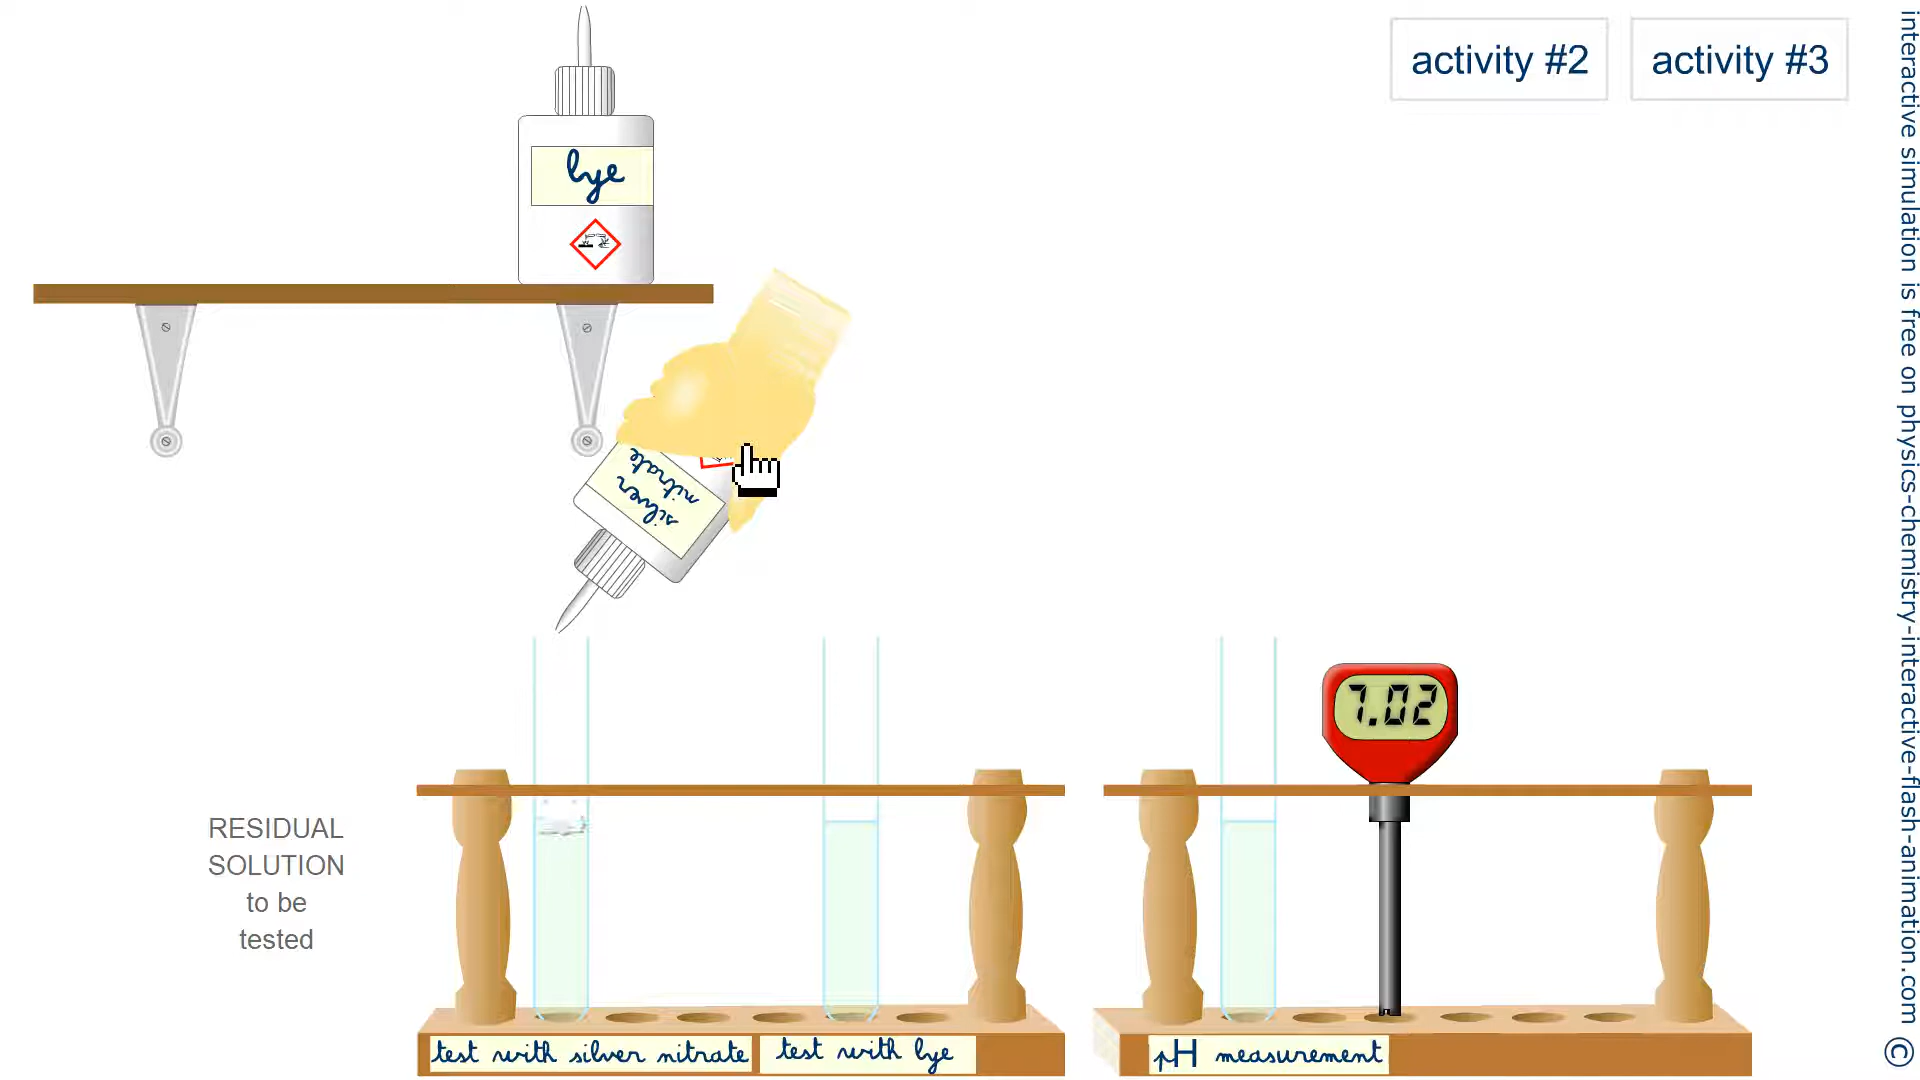 activity #2
activity #3
lye
silver
nitrate
7.02
RESIDUAL
SOLUTION
to be
tested
test with silver nitrate
test with lye
pH measurement
interactive simulation is free on physics-chemistry-interactive-flash-animation.com ©